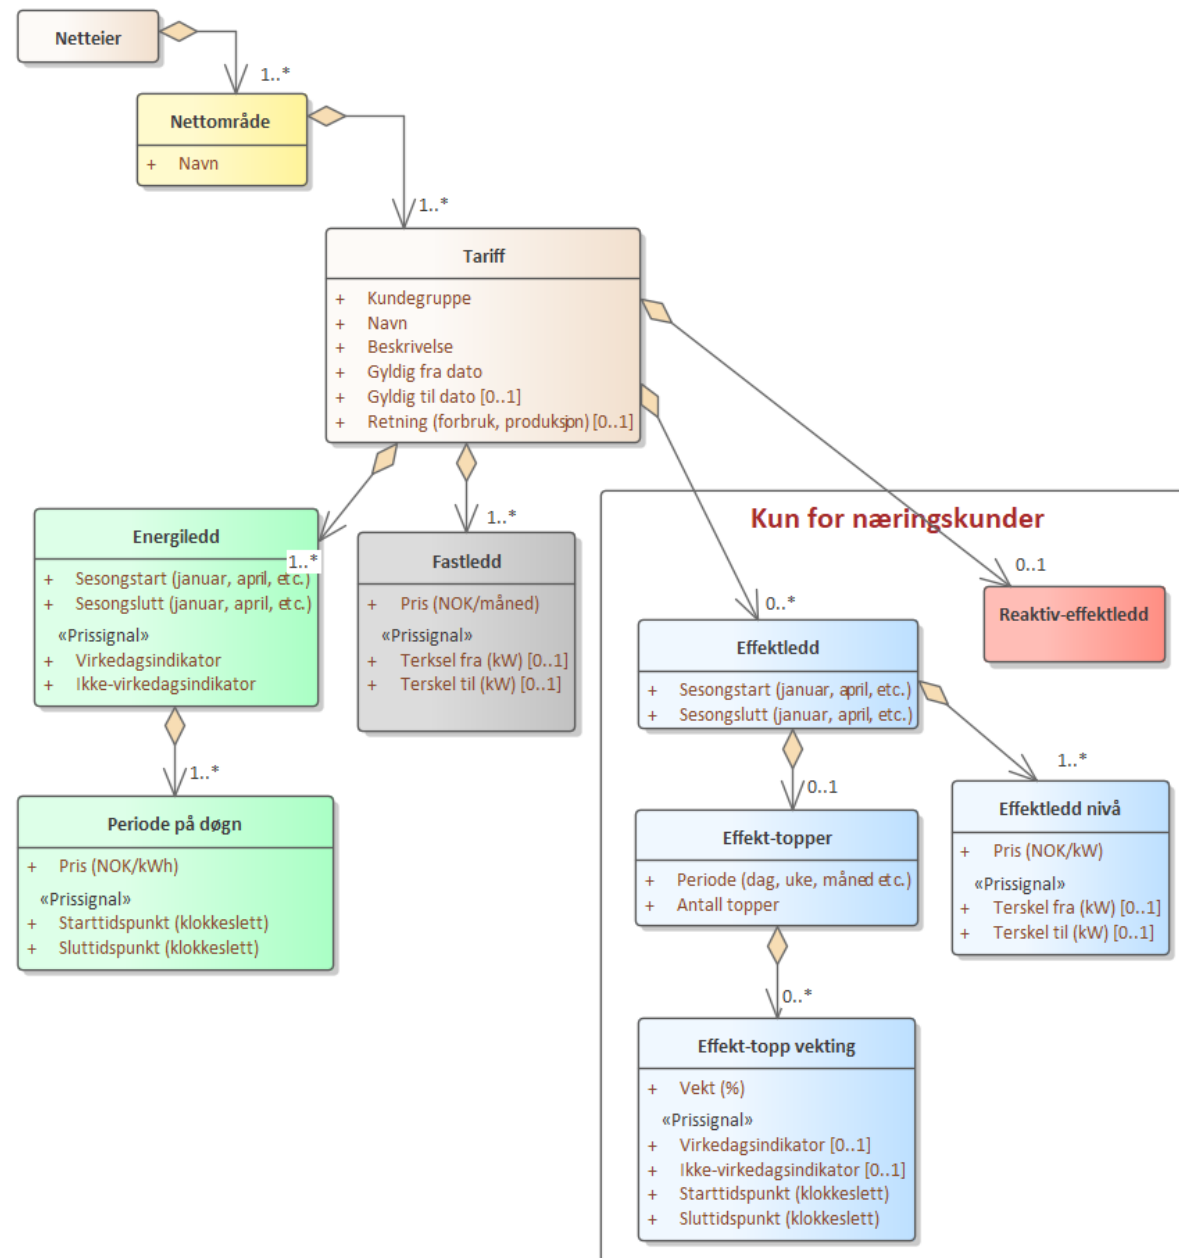 Netteier
1..*
Nettområde
+ Navn
1..*
Tariff
+ Kundegruppe
+ Navn
+ Beskrivelse
+ Gyldig fra dato
+ Gyldig til dato [0..1]
+ Retning (forbruk, produksjon) [0..1]
1..*
Energiledd
+ Sesongstart (januar, april, etc.)
+ Sesongslutt (januar, april, etc.)
«Prissignal»
+ Virkedagsindikator
+ Ikke-virkedagsindikator
1..*
Fastledd
+ Pris (NOK/måned)
«Prissignal»
+ Terksel fra (kW) [0..1]
+ Terskel til (kW) [0..1]
1..*
Periode på døgn
+ Pris (NOK/kWh)
«Prissignal»
+ Starttidspunkt (klokkeslett)
+ Sluttidspunkt (klokkeslett)
Kun for næringskunder
0..1
Reaktiv-effektledd
0..*
Effektledd
+ Sesongstart (januar, april, etc.)
+ Sesongslutt (januar, april, etc.)
0..1
Effekt-topper
+ Periode (dag, uke, måned etc.)
+ Antall topper
1..*
Effektledd nivå
+ Pris (NOK/kW)
«Prissignal»
+ Terskel fra (kW) [0..1]
+ Terskel til (kW) [0..1]
0..*
Effekt-topp vekting
+ Vekt (%)
«Prissignal»
+ Virkedagsindikator [0..1]
+ Ikke-virkedagsindikator [0..1]
+ Starttidspunkt (klokkeslett)
+ Sluttidspunkt (klokkeslett)